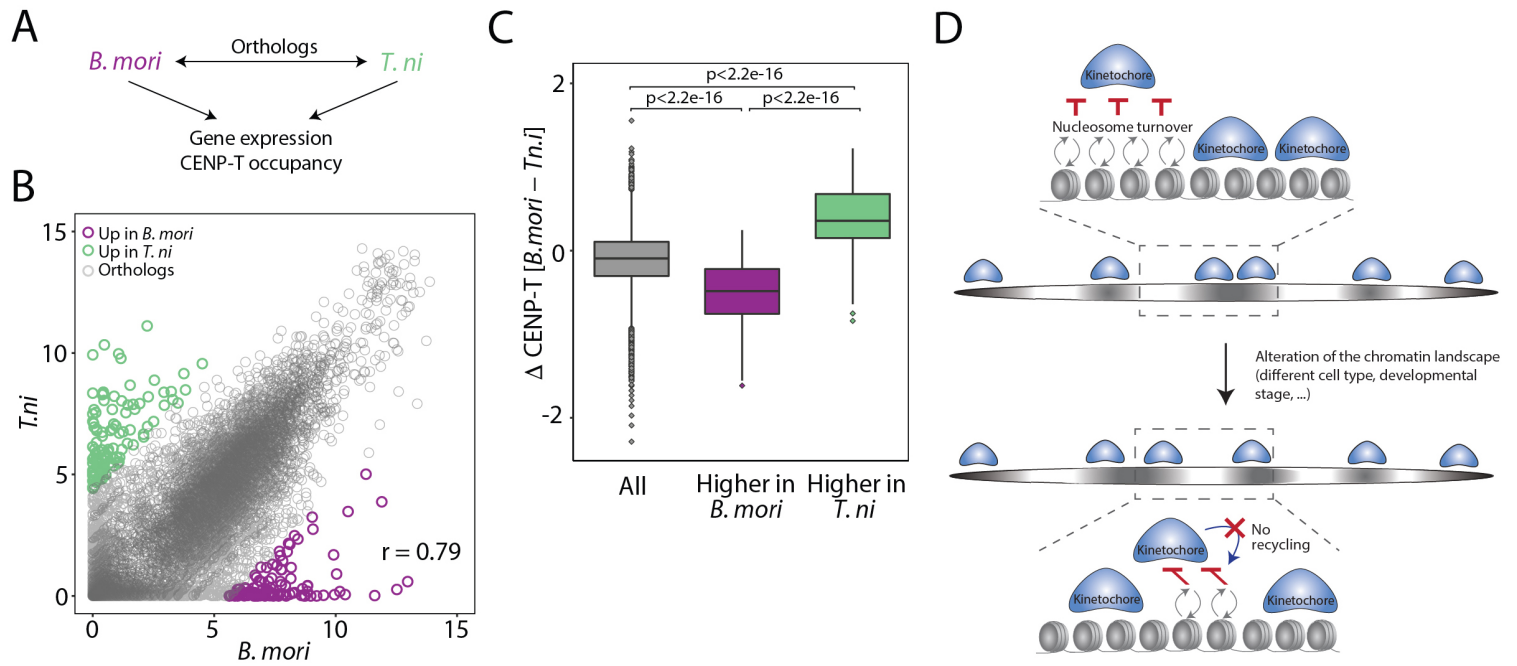 A
B. mori
Orthologs
T. ni
Gene expression
CENP-T occupancy
B
15
10
5
0
T.ni
Up in B. mori
Up in T. ni
Orthologs
r = 0.79
0
5
10
15
B. mori
C
Δ CENP-T [B.mori − Tn.i]
2
0
-2
p<2.2e-16
p<2.2e-16
p<2.2e-16
All
Higher in
B. mori
Higher in
T. ni
D
Kinetochore
Nucleosome turnover
Kinetochore
Kinetochore
Alteration of the chromatin landscape
(different cell type, developmental
stage, ...)
No
recycling
Kinetochore
Kinetochore
Kinetochore